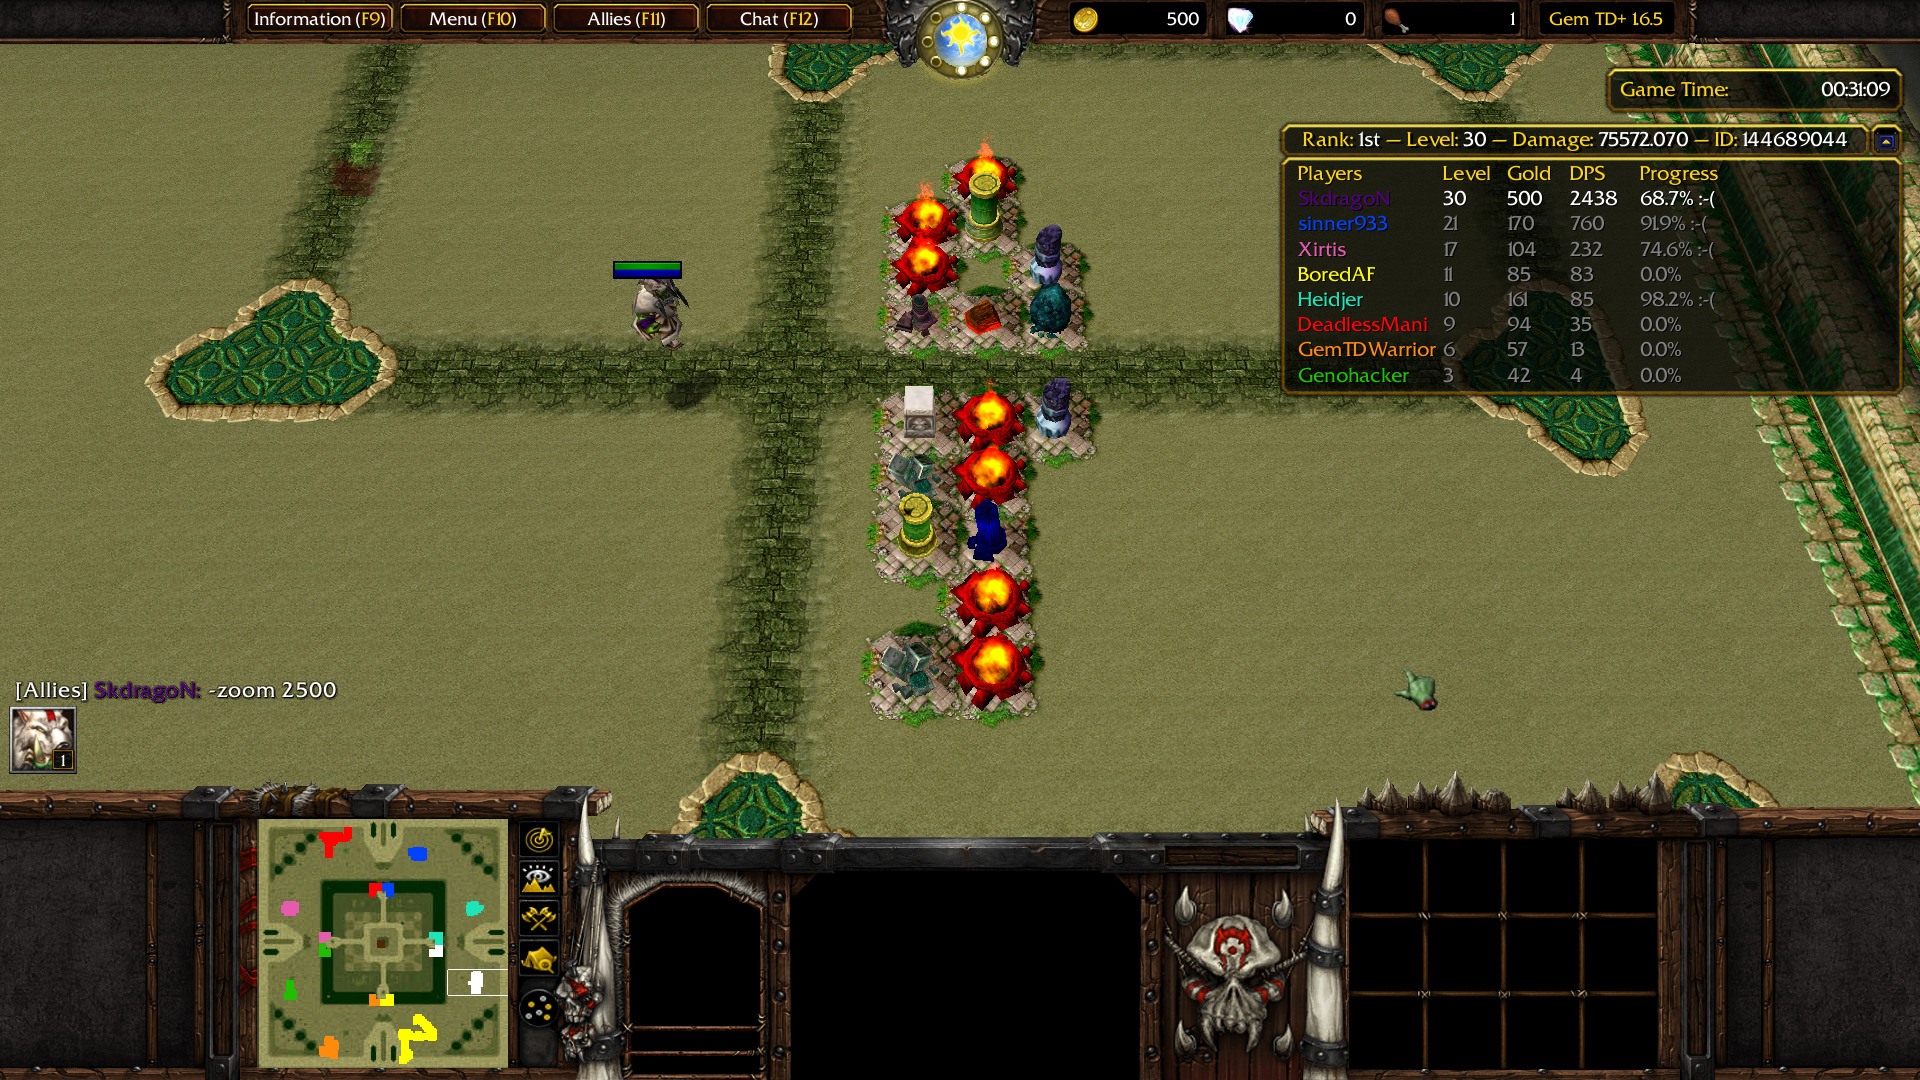 Information (F9) Menu (F10) Allies (F11) Chat (F12) 500 0 1 Gem TD+ 16.5
Game Time: 00:31:09
Rank: 1st — Level: 30 — Damage: 75572.070 — ID: 144689044
Players Level Gold DPS Progress
SkdragoN 30 500 2438 68.7% :-(
sinner933 21 170 760 91.9% :-(
Xirtis 17 104 232 74.6% :-(
BoredAF 11 85 83 0.0%
Heidjer 10 161 85 98.2% :-(
DeadlessMani 9 94 35 0.0%
GemTDWarrior 6 57 13 0.0%
Genohacker 3 42 4 0.0%
[Allies] SkdragoN: -zoom 2500
1